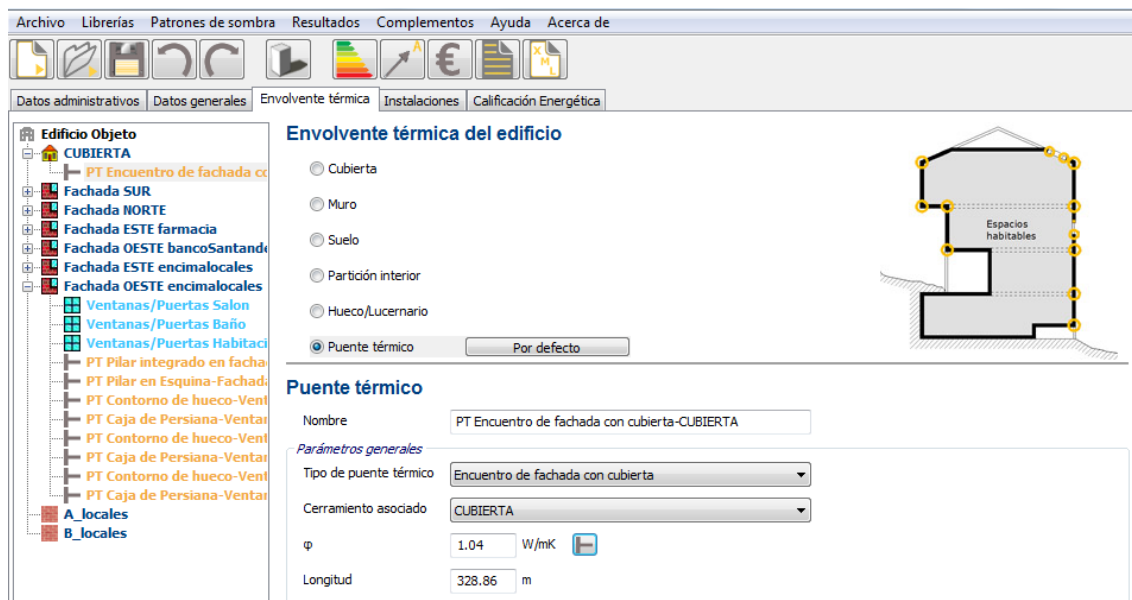 Archivo Librerías Patrones de sombra Resultados Complementos Ayuda Acerca de
A € X M L
Datos administrativos Datos generales Envolvente térmica Instalaciones Calificación Energética
Edificio Objeto
CUBIERTA
PT Encuentro de fachada co
Fachada SUR
Fachada NORTE
Fachada ESTE farmacia
Fachada OESTE bancoSantande
Fachada ESTE encimalocales
Fachada OESTE encimalocales
Ventanas/Puertas Salon
Ventanas/Puertas Baño
Ventanas/Puertas Habitaci
PT Pilar integrado en facha
PT Pilar en Esquina-Fachada
PT Contorno de hueco-Vent
PT Caja de Persiana-Ventan
PT Contorno de hueco-Vent
PT Caja de Persiana-Ventan
PT Contorno de hueco-Vent
PT Caja de Persiana-Ventan
A_locales
B_locales
Envolvente térmica del edificio
Cubierta
Muro
Suelo
Partición interior
Hueco/Lucernario
Puente térmico Por defecto
Espacios
habitables
Puente térmico
Nombre PT Encuentro de fachada con cubierta-CUBIERTA
Parámetros generales
Tipo de puente térmico Encuentro de fachada con cubierta
Cerramiento asociado CUBIERTA
φ 1.04 W/mK
Longitud 328.86 m